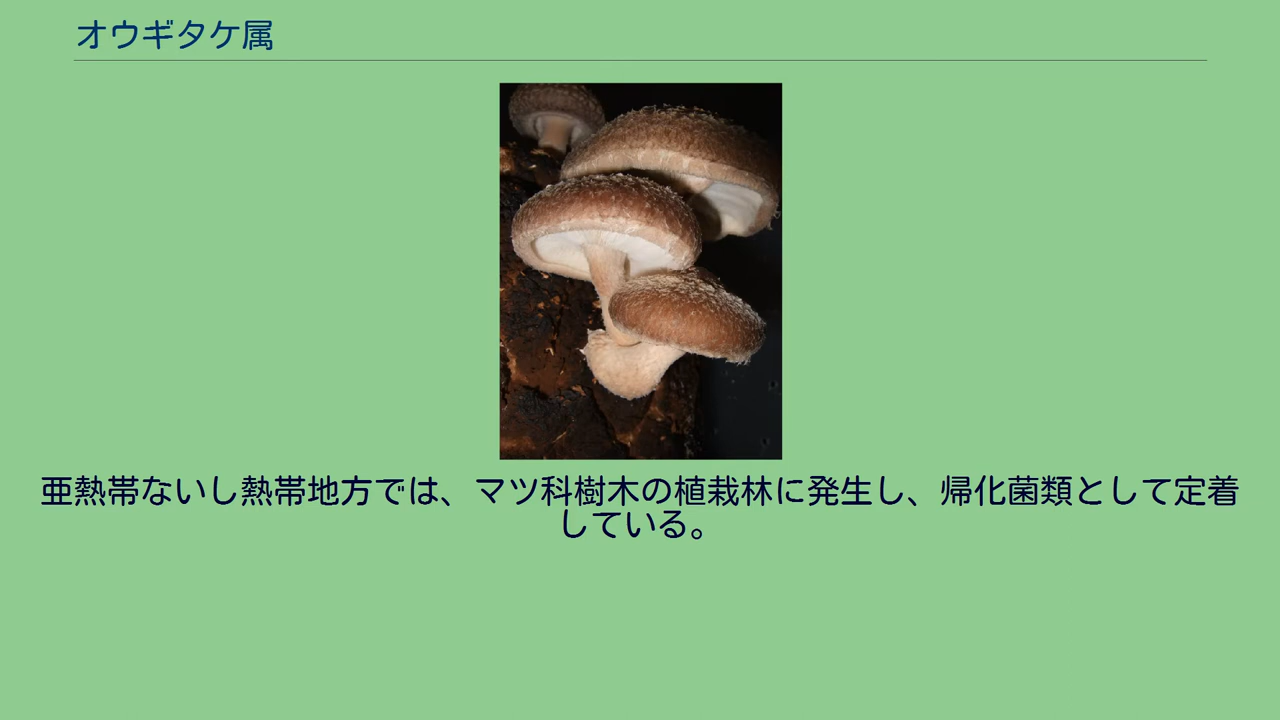 オウギタケ属
亜熱帯ないし熱帯地方では、マツ科樹木の植栽林に発生し、帰化菌類として定着
している。